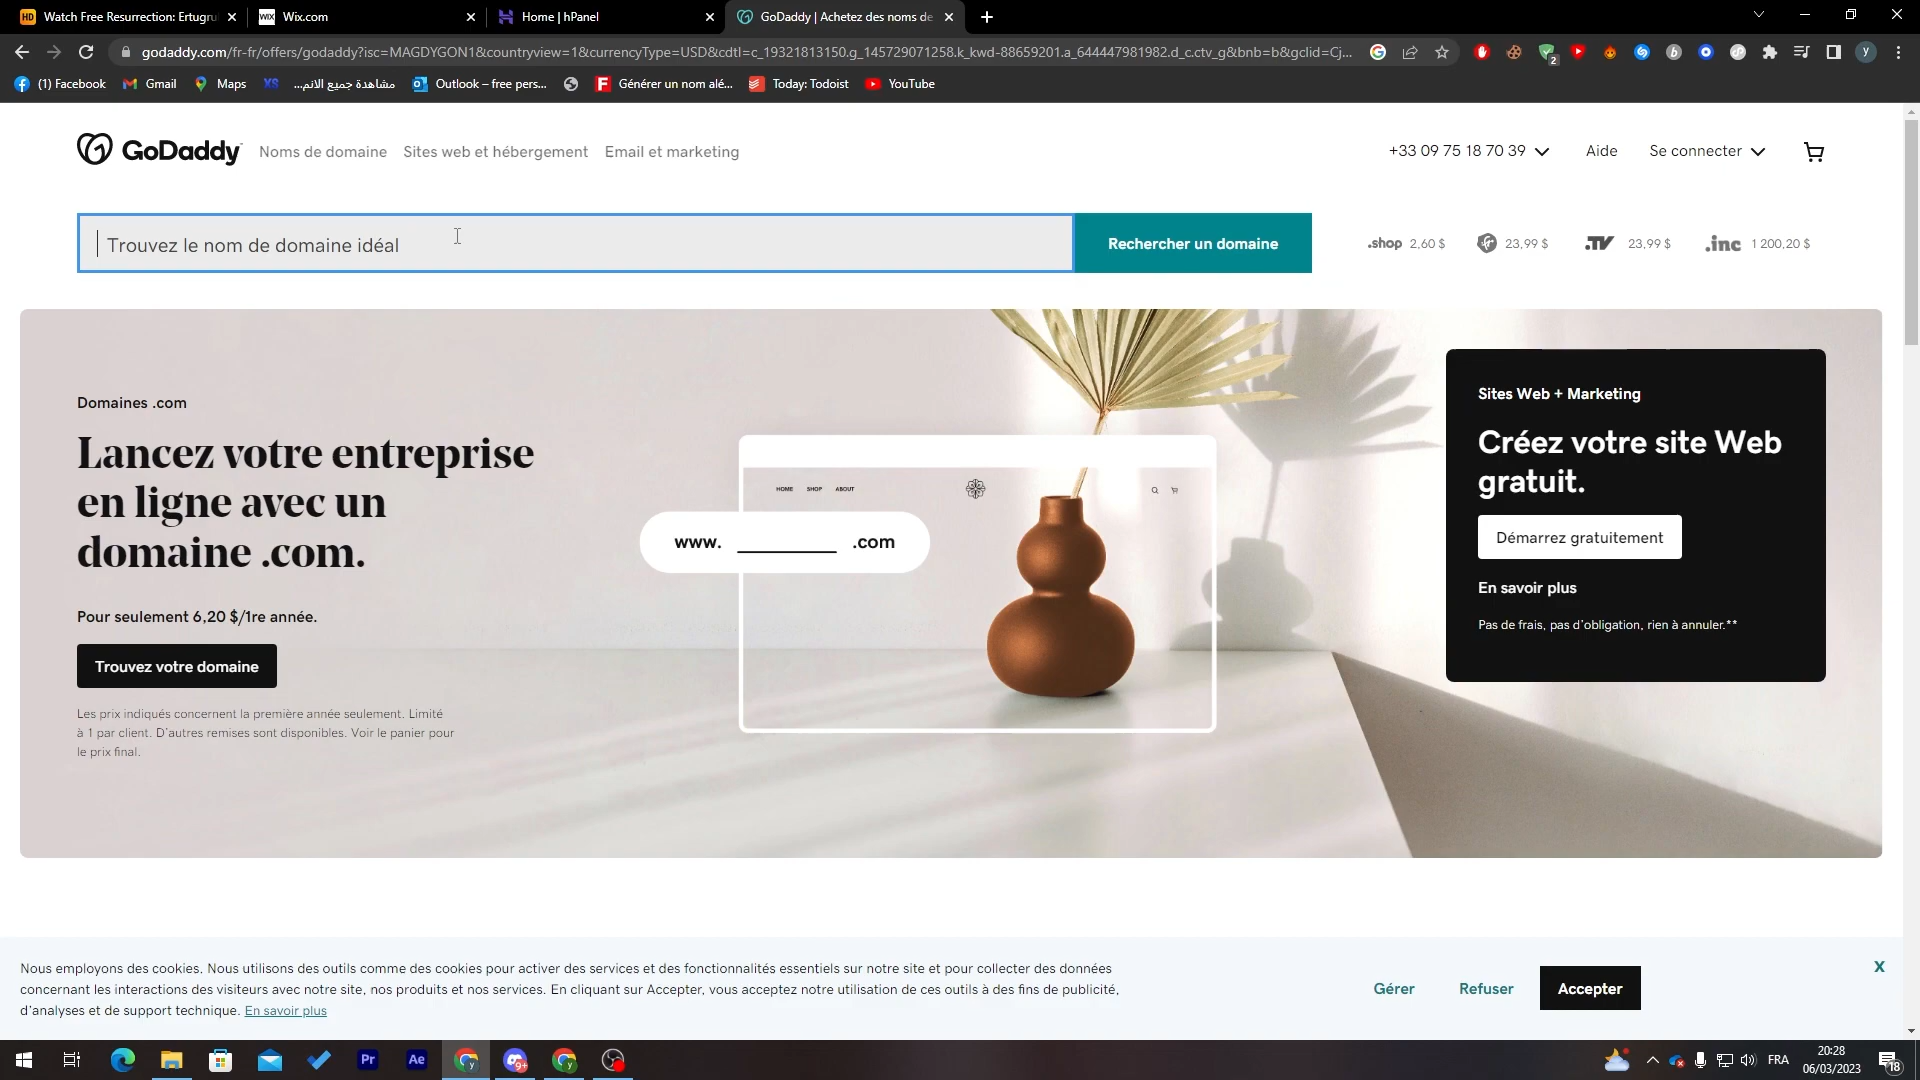 HD Watch Free Resurrection: Ertugru
WIX Wix.com
Home | hPanel
GoDaddy | Achetez des noms de
godaddy.com/fr-fr/offers/godaddy?isc=MAGDYGON1&countryview=1&currencyType=USD&cdtl=c_19321813150.g_145729071258.k_kwd-88659201.a_644447981982.d_c.ctv_g&bnb=b&gclid=Cj...
2
y
(1) Facebook
Gmail
Maps
XS مشاهدة جميع الانم...
Outlook – free pers...
F Générer un nom alé...
Today: Todoist
YouTube
GoDaddy
Noms de domaine
Sites web et hébergement
Email et marketing
+33 09 75 18 70 39
Aide
Se connecter
Trouvez le nom de domaine idéal
Rechercher un domaine
.shop 2,60 $
fr 23,99 $
.TV 23,99 $
.inc 1 200,20 $
Domaines .com
Lancez votre entreprise
en ligne avec un
domaine .com.
Pour seulement 6,20 $/1re année.
Trouvez votre domaine
Les prix indiqués concernent la première année seulement. Limité
à 1 par client. D'autres remises sont disponibles. Voir le panier pour
le prix final.
HOME SHOP ABOUT
www. __________ .com
Sites Web + Marketing
Créez votre site Web
gratuit.
Démarrez gratuitement
En savoir plus
Pas de frais, pas d'obligation, rien à annuler.**
Nous employons des cookies. Nous utilisons des outils comme des cookies pour activer des services et des fonctionnalités essentiels sur notre site et pour collecter des données
concernant les interactions des visiteurs avec notre site, nos produits et nos services. En cliquant sur Accepter, vous acceptez notre utilisation de ces outils à des fins de publicité,
d'analyses et de support technique. En savoir plus
Gérer
Refuser
Accepter
X
Pr
Ae
y
9+
y
FRA
20:28
06/03/2023
18